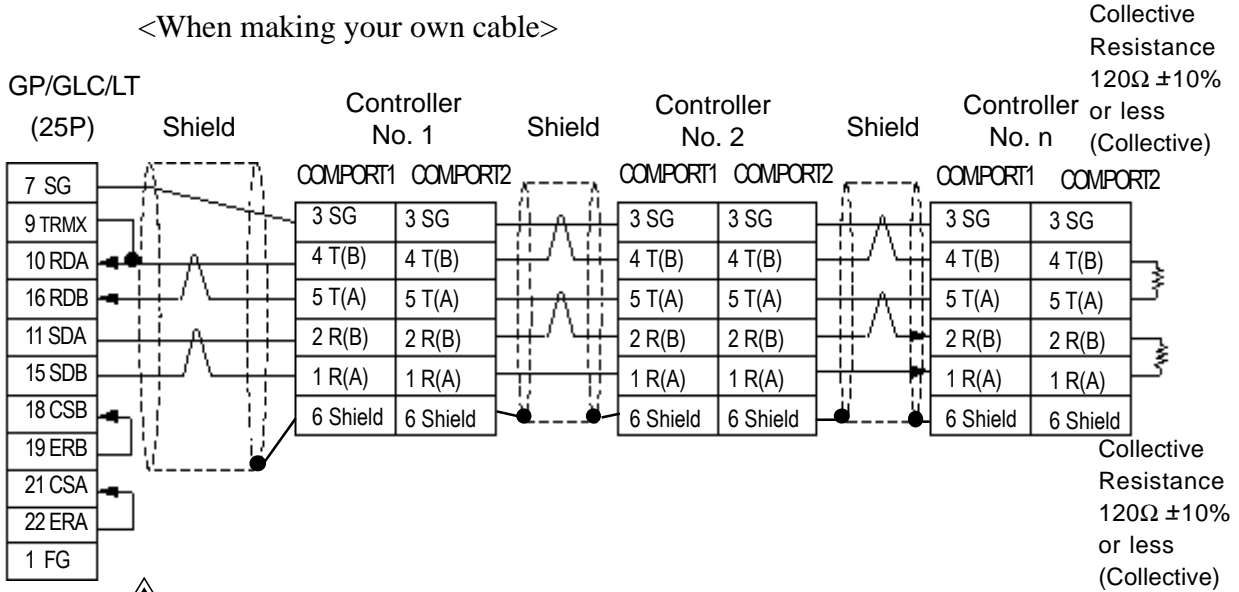 <When making your own cable>
Collective
Resistance
120Ω ±10%
or less
(Collective)
GP/GLC/LT
(25P)
Shield
Controller
No. 1
Shield
Controller
No. 2
Shield
Controller
No. n
COMPORT1 COMPORT2
COMPORT1 COMPORT2
COMPORT1 COMPORT2
7 SG
9 TRMX
10 RDA
16 RDB
11 SDA
15 SDB
18 CSB
19 ERB
21 CSA
22 ERA
1 FG
3 SG 3 SG
4 T(B) 4 T(B)
5 T(A) 5 T(A)
2 R(B) 2 R(B)
1 R(A) 1 R(A)
6 Shield 6 Shield
3 SG 3 SG
4 T(B) 4 T(B)
5 T(A) 5 T(A)
2 R(B) 2 R(B)
1 R(A) 1 R(A)
6 Shield 6 Shield
3 SG 3 SG
4 T(B) 4 T(B)
5 T(A) 5 T(A)
2 R(B) 2 R(B)
1 R(A) 1 R(A)
6 Shield 6 Shield
Collective
Resistance
120Ω ±10%
or less
(Collective)